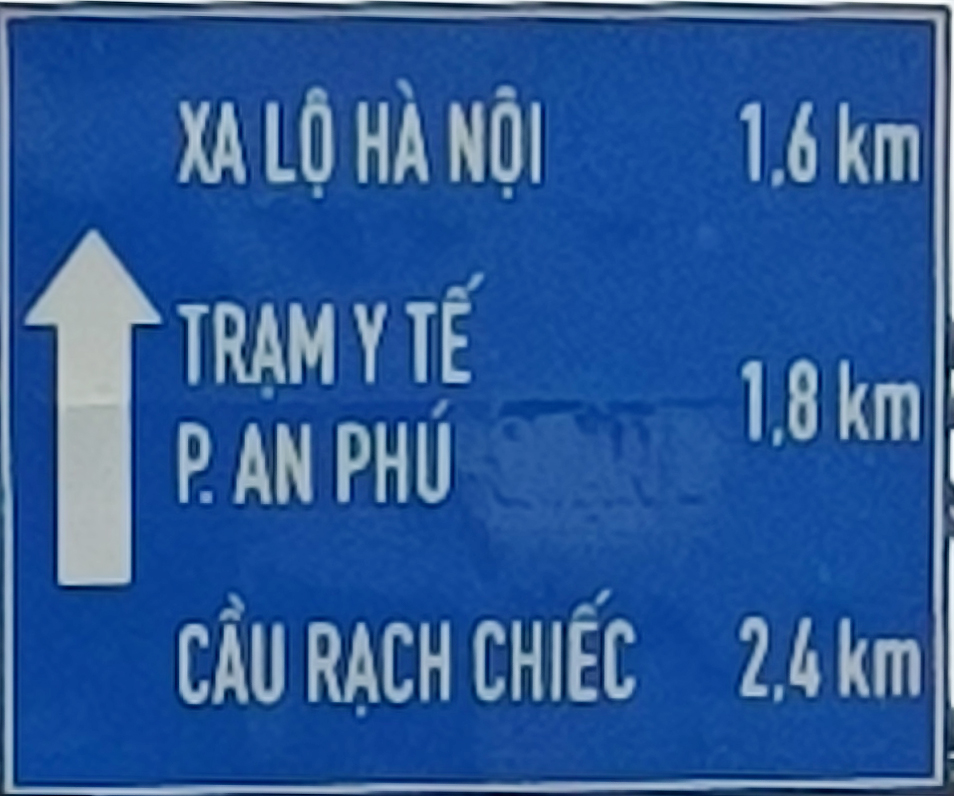 XA LỘ HÀ NỘI 1,6 km
TRẠM Y TẾ
P. AN PHÚ 1,8 km
CẦU RẠCH CHIẾC 2,4 km